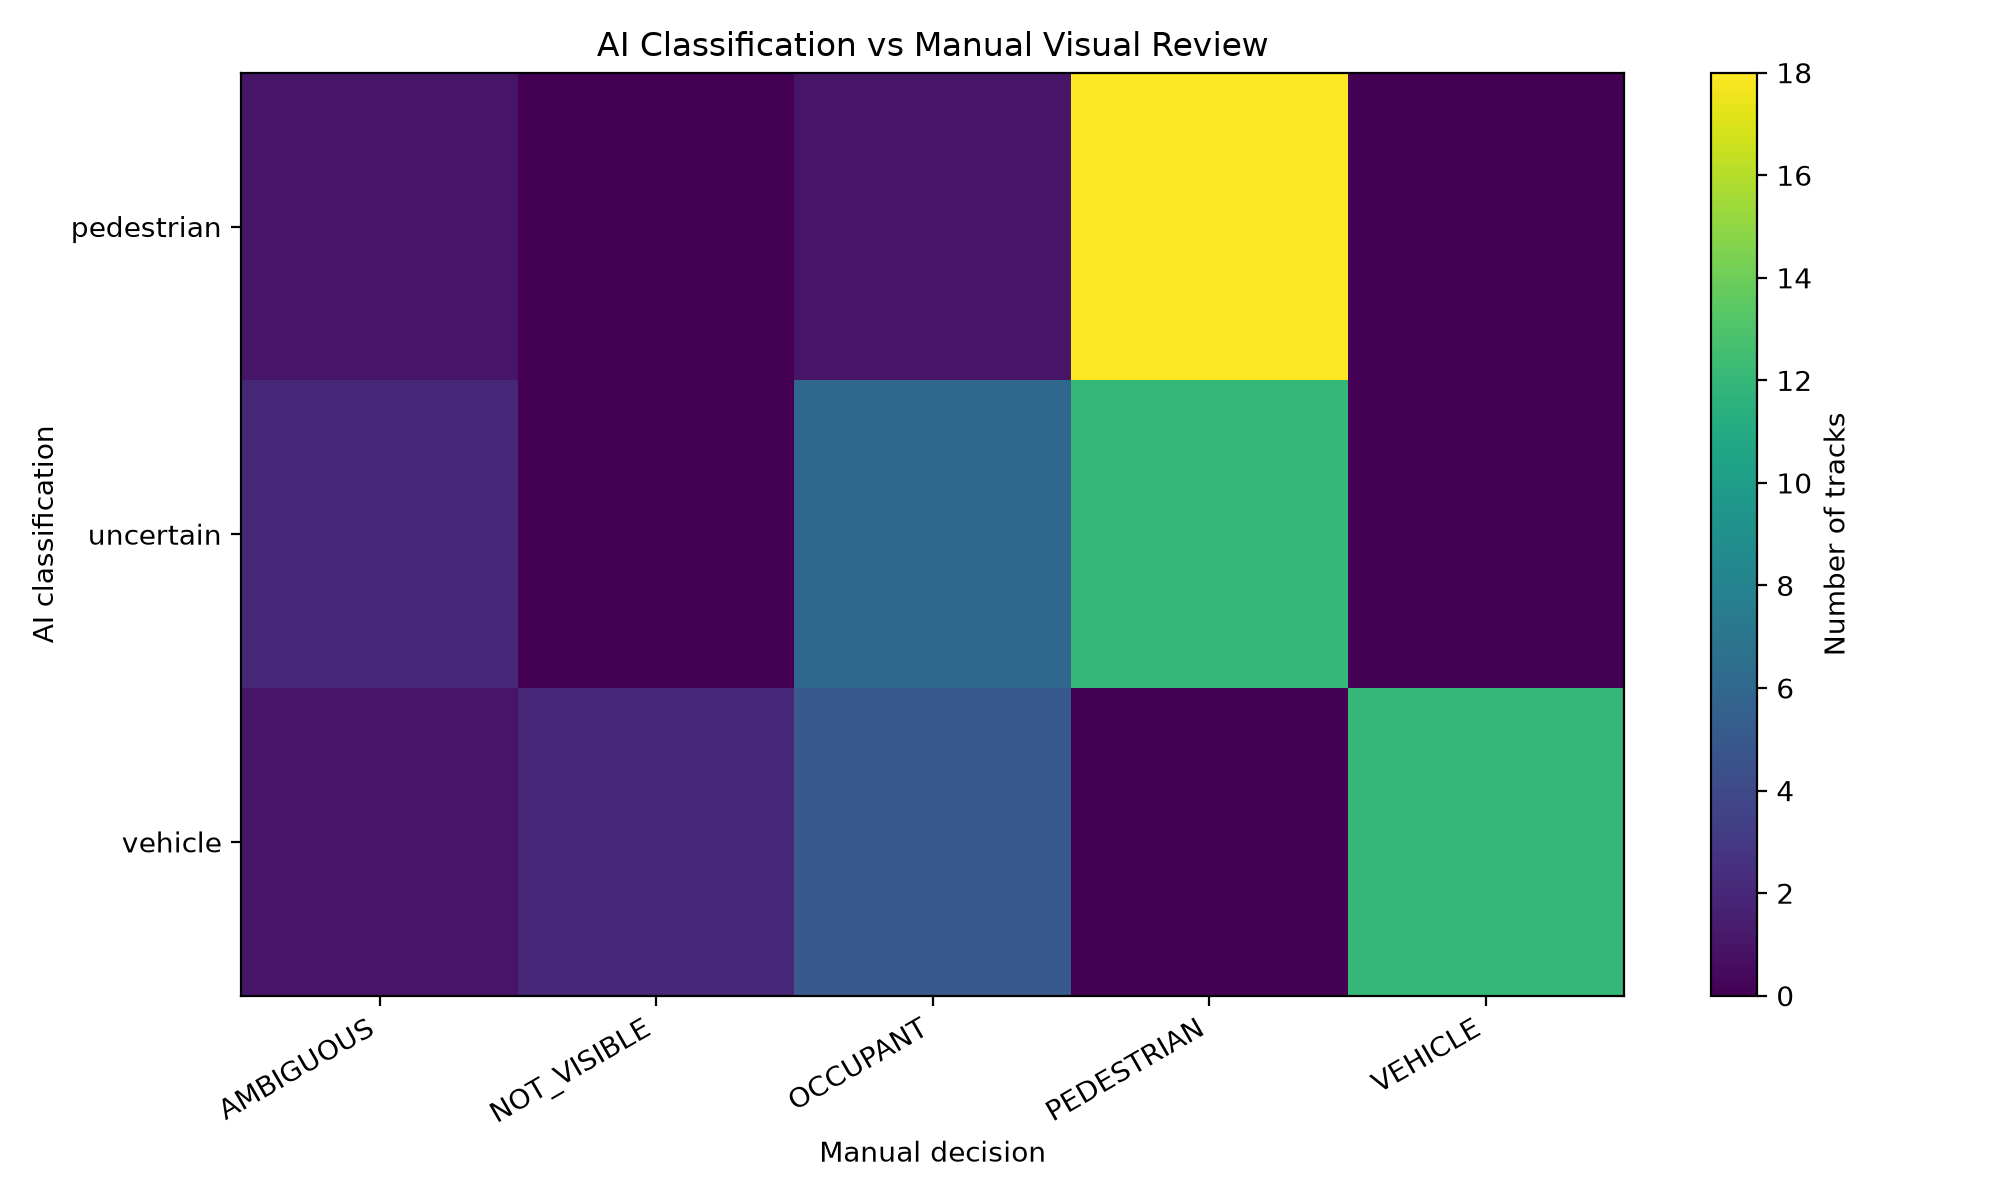 AI Classification vs Manual Visual Review
AI classification
pedestrian
uncertain
vehicle
AMBIGUOUS
NOT_VISIBLE
OCCUPANT
PEDESTRIAN
VEHICLE
Manual decision
18
16
14
12
10
8
6
4
2
0
Number of tracks